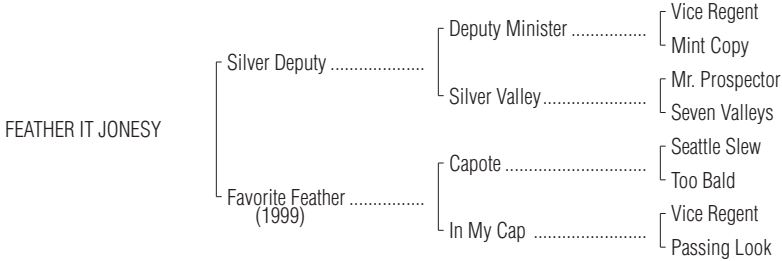 Vice Regent
Deputy Minister ................
Mint Copy
Silver Deputy ....................
Mr. Prospector
Silver Valley......................
Seven Valleys
FEATHER IT JONESY
Seattle Slew
Capote ..............................
Too Bald
Favorite Feather ................
(1999)
Vice Regent
In My Cap ........................
Passing Look